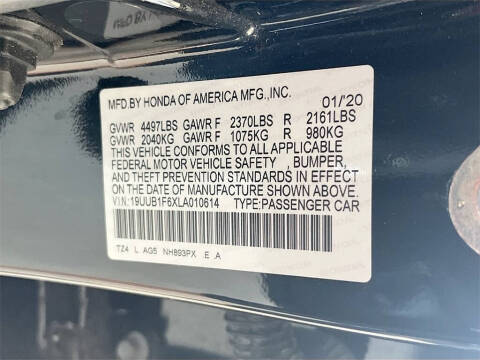 MFD.BY HONDA OF AMERICA MFG.,INC. 01/'20
GVWR 4497LBS GAWR F 2370LBS R 2161LBS
GVWR 2040KG GAWR F 1075KG R 980KG
THIS VEHICLE CONFORMS TO ALL APPLICABLE
FEDERAL MOTOR VEHICLE SAFETY , BUMPER,
AND THEFT PREVENTION STANDARDS IN EFFECT
ON THE DATE OF MANUFACTURE SHOWN ABOVE.
VIN:19UUB1F6XLA010614 TYPE:PASSENGER CAR
TZ4 L AG5 NH893PX .E .A